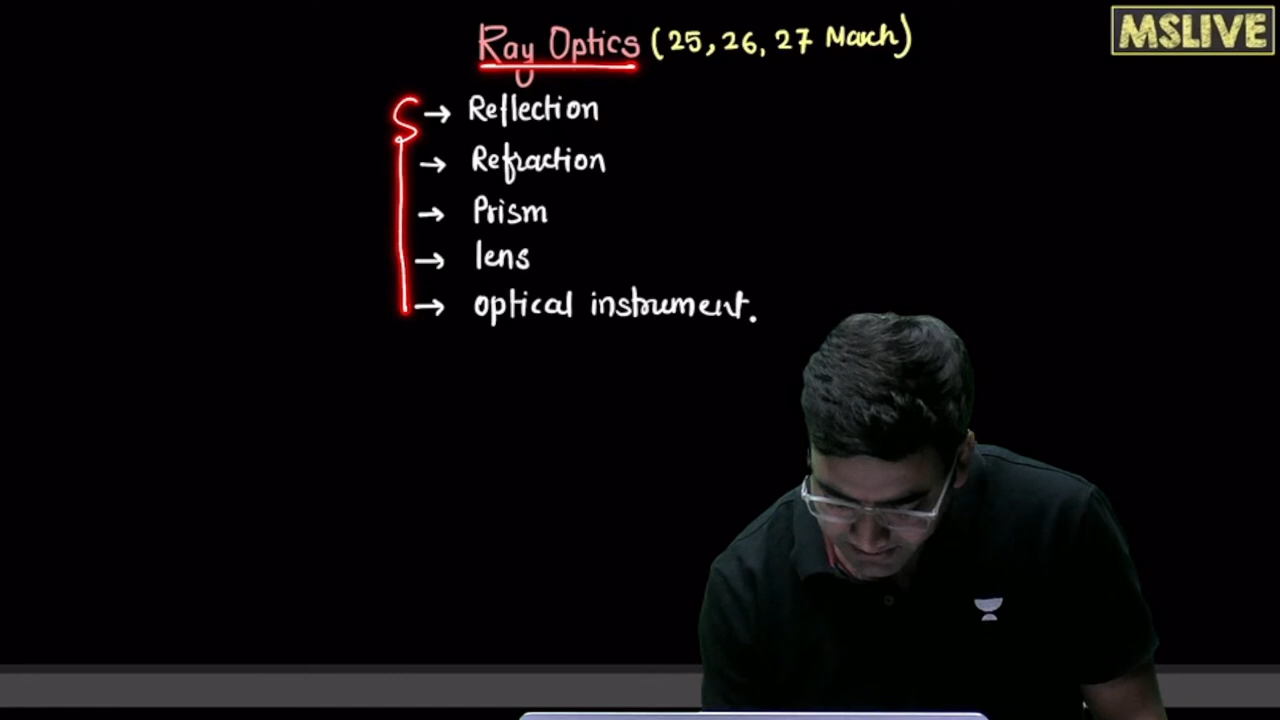 Ray Optics (25, 26, 27 March)
MSLIVE
→ Reflection
→ Refraction
→ Prism
→ lens
→ optical instrument.